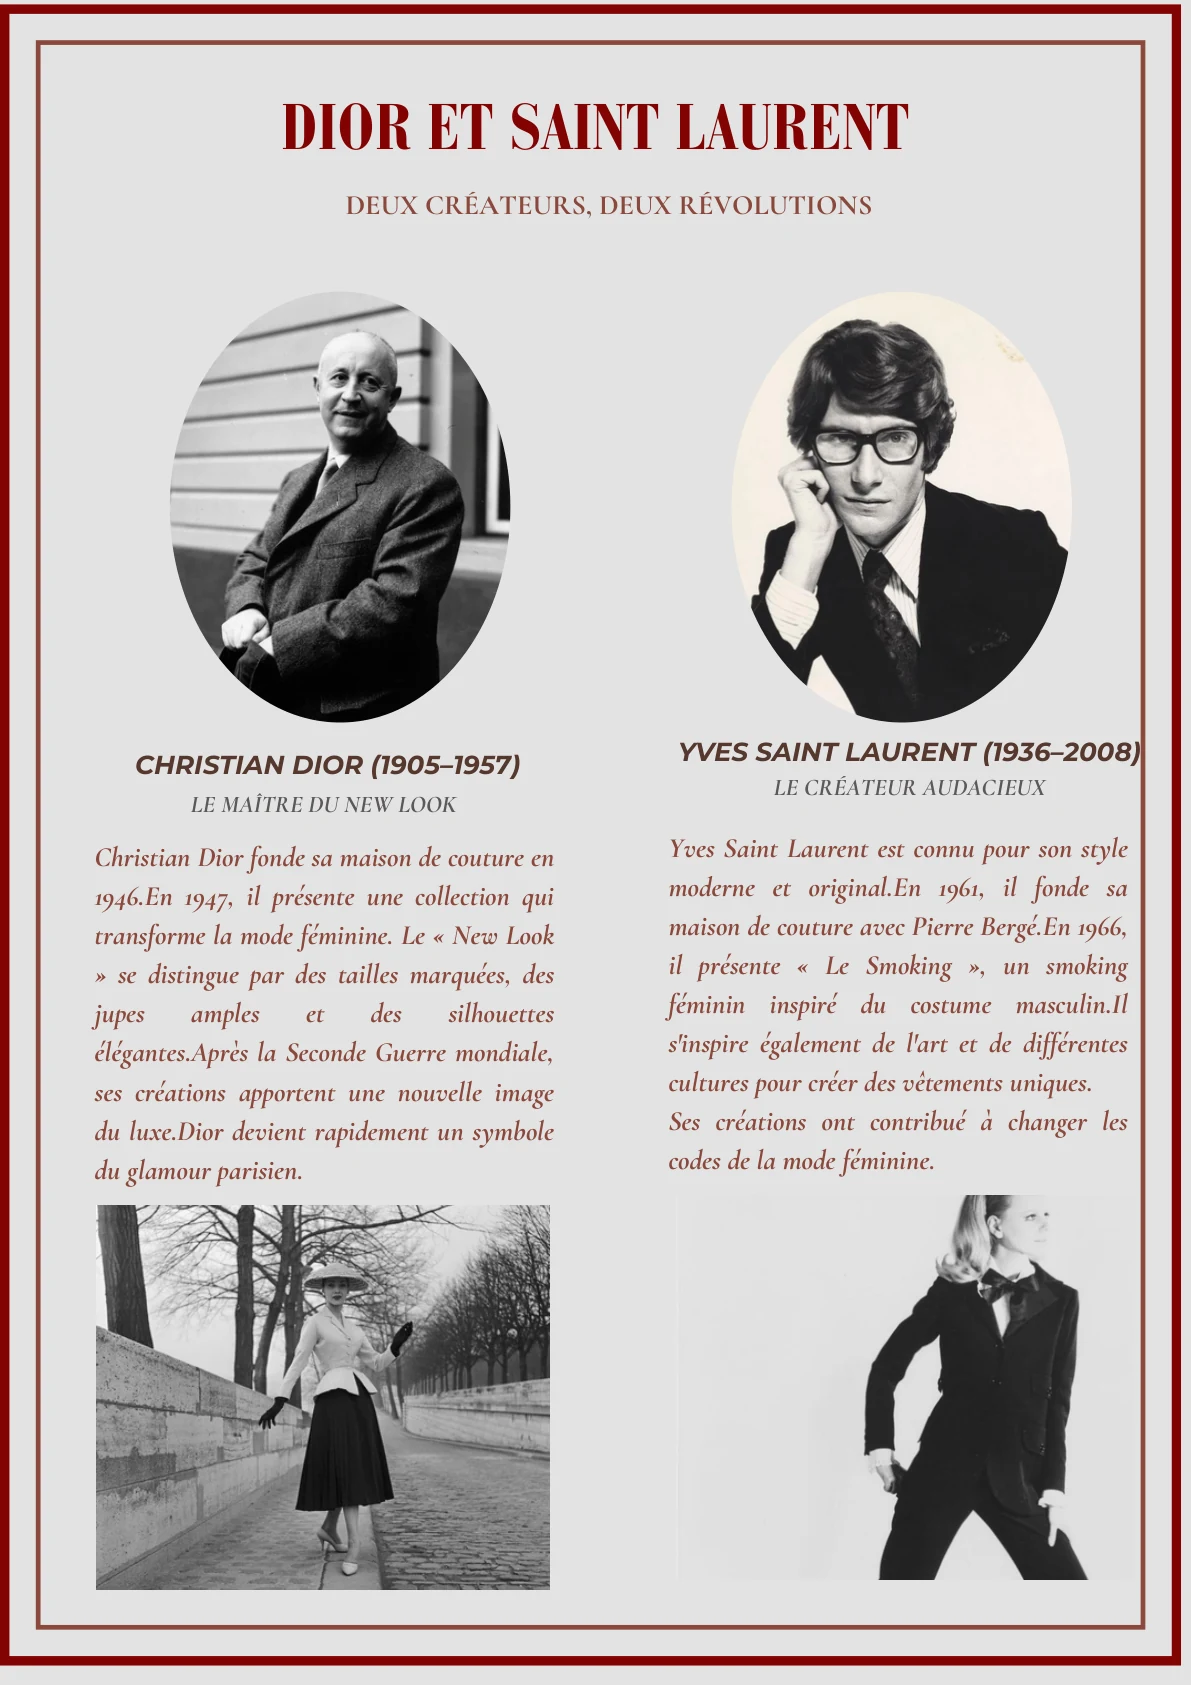 DIOR ET SAINT LAURENT
DEUX CRÉATEURS, DEUX RÉVOLUTIONS
CHRISTIAN DIOR (1905–1957)
LE MAÎTRE DU NEW LOOK
Christian Dior fonde sa maison de couture en
1946.En 1947, il présente une collection qui
transforme la mode féminine. Le « New Look
» se distingue par des tailles marquées, des
jupes amples et des silhouettes
élégantes.Après la Seconde Guerre mondiale,
ses créations apportent une nouvelle image
du luxe.Dior devient rapidement un symbole
du glamour parisien.
YVES SAINT LAURENT (1936–2008)
LE CRÉATEUR AUDACIEUX
Yves Saint Laurent est connu pour son style
moderne et original.En 1961, il fonde sa
maison de couture avec Pierre Bergé.En 1966,
il présente « Le Smoking », un smoking
féminin inspiré du costume masculin.Il
s'inspire également de l'art et de différentes
cultures pour créer des vêtements uniques.
Ses créations ont contribué à changer les
codes de la mode féminine.